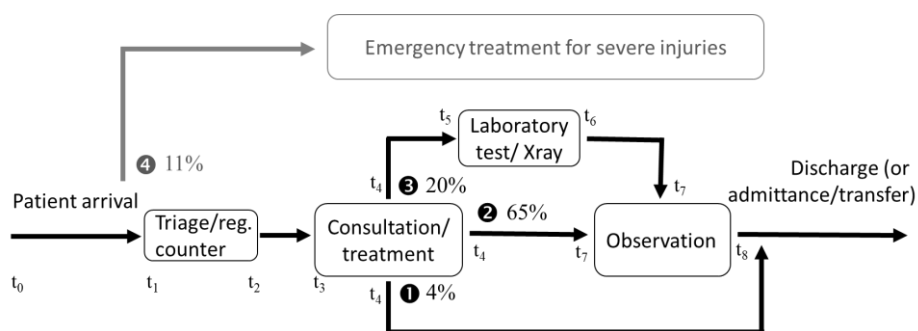 Emergency treatment for severe injuries
t5
Laboratory
test/ Xray
t6
❹ 11%
t4
❸ 20%
t7
Discharge (or
admittance/transfer)
Patient arrival
Triage/reg.
counter
Consultation/
treatment
❷ 65%
t4
t7
Observation
t8
t0
t1
t2
t3
t4
❶ 4%